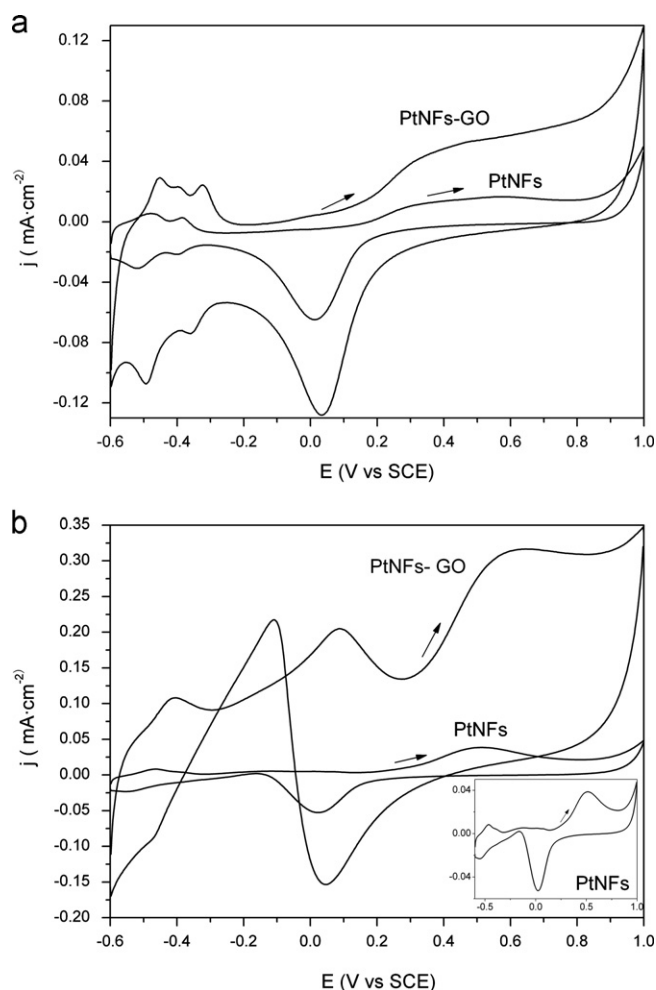 a
0.12
0.08
0.04
0.00
-0.04
-0.08
-0.12
j ( mA·cm-2)
PtNFs-GO
PtNFs
-0.6 -0.4 -0.2 0.0 0.2 0.4 0.6 0.8 1.0
E (V vs SCE)
b
0.35
0.30
0.25
0.20
0.15
0.10
0.05
0.00
-0.05
-0.10
-0.15
-0.20
j ( mA·cm-2)
PtNFs- GO
PtNFs
0.04
0.00
-0.04
PtNFs
-0.5 0.0 0.5 1.0
-0.6 -0.4 -0.2 0.0 0.2 0.4 0.6 0.8 1.0
E (V vs SCE)